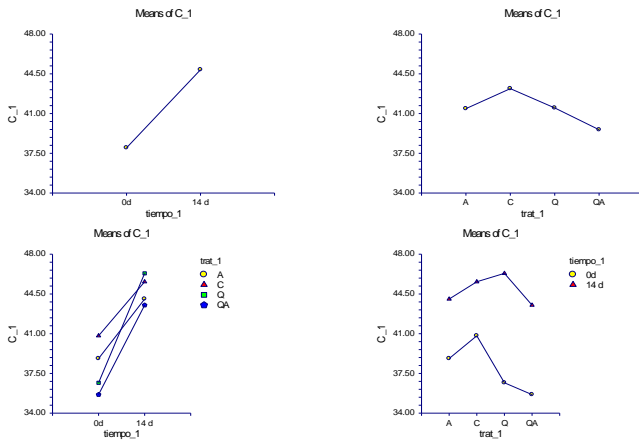 Means of C_1
48.00
44.50
41.00
37.50
34.00
C_1
0d
14 d
tiempo_1
Means of C_1
48.00
44.50
41.00
37.50
34.00
C_1
A
C
Q
QA
trat_1
Means of C_1
48.00
44.50
41.00
37.50
34.00
C_1
0d
14 d
tiempo_1
trat_1
A
C
Q
QA
Means of C_1
48.00
44.50
41.00
37.50
34.00
C_1
A
C
Q
QA
trat_1
tiempo_1
0d
14 d